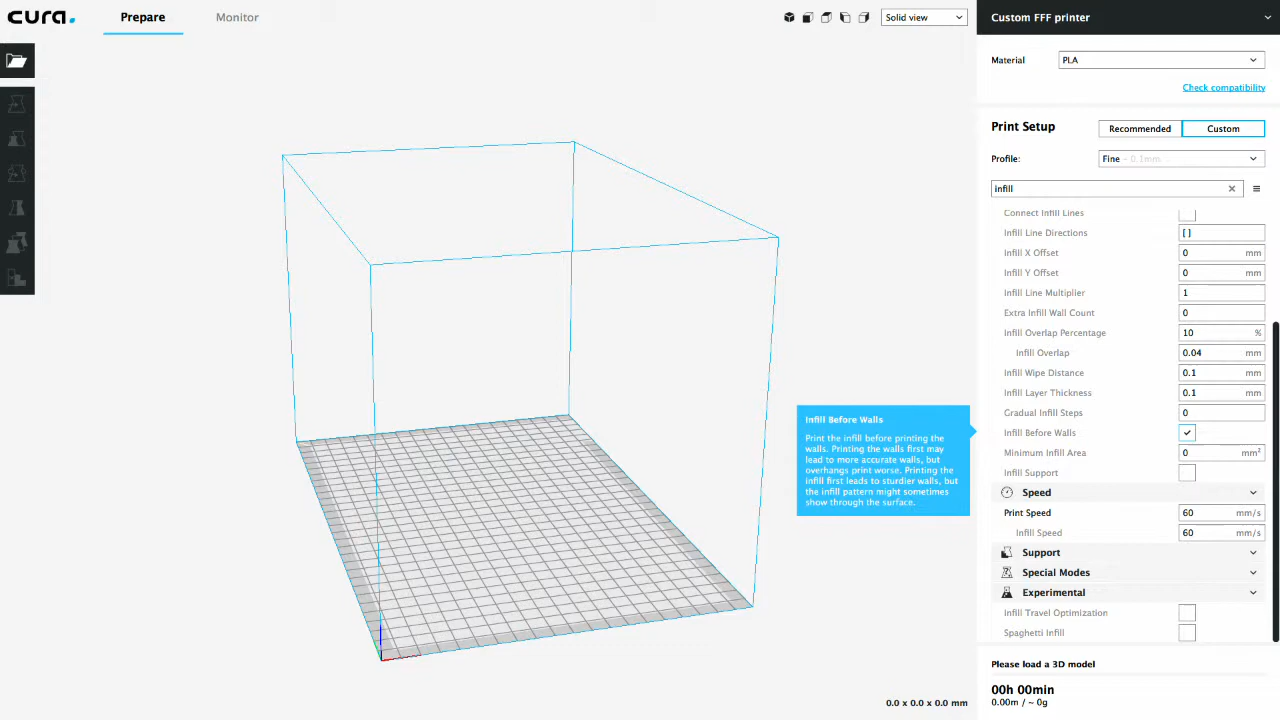 cura.
Prepare
Monitor
Solid view
Custom FFF printer
Material
PLA
Check compatibility
Print Setup
Recommended
Custom
Profile:
Fine - 0.1mm
infill
Connect Infill Lines
Infill Line Directions
[ ]
Infill X Offset
0 mm
Infill Y Offset
0 mm
Infill Line Multiplier
1
Extra Infill Wall Count
0
Infill Overlap Percentage
10 %
Infill Overlap
0.04 mm
Infill Wipe Distance
0.1 mm
Infill Layer Thickness
0.1 mm
Gradual Infill Steps
0
Infill Before Walls
Minimum Infill Area
0 mm²
Infill Support
Speed
Print Speed
60 mm/s
Infill Speed
60 mm/s
Support
Special Modes
Experimental
Infill Travel Optimization
Spaghetti Infill
Infill Before Walls
Print the infill before printing the
walls. Printing the walls first may
lead to more accurate walls, but
overhangs print worse. Printing the
infill first leads to sturdier walls, but
the infill pattern might sometimes
show through the surface.
Please load a 3D model
00h 00min
0.00m / ~ 0g
0.0 x 0.0 x 0.0 mm